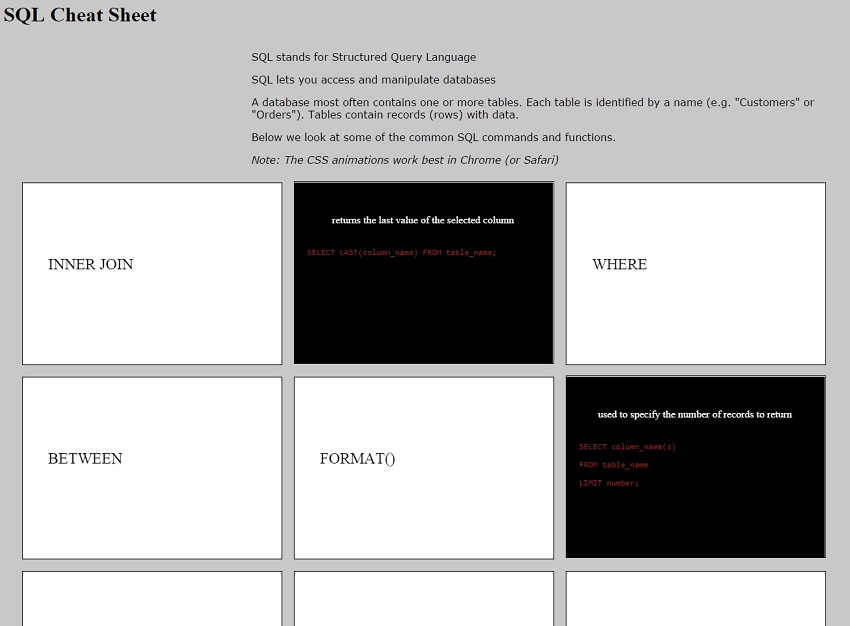 SQL Cheat Sheet
SQL stands for Structured Query Language
SQL lets you access and manipulate databases
A database most often contains one or more tables. Each table is identified by a name (e.g. "Customers" or
"Orders"). Tables contain records (rows) with data.
Below we look at some of the common SQL commands and functions.
Note: The CSS animations work best in Chrome (or Safari)
INNER JOIN
returns the last value of the selected column
SELECT LAST(column_name) FROM table_name;
WHERE
BETWEEN
FORMAT()
used to specify the number of records to return
SELECT column_name(s)
FROM table_name
LIMIT number;